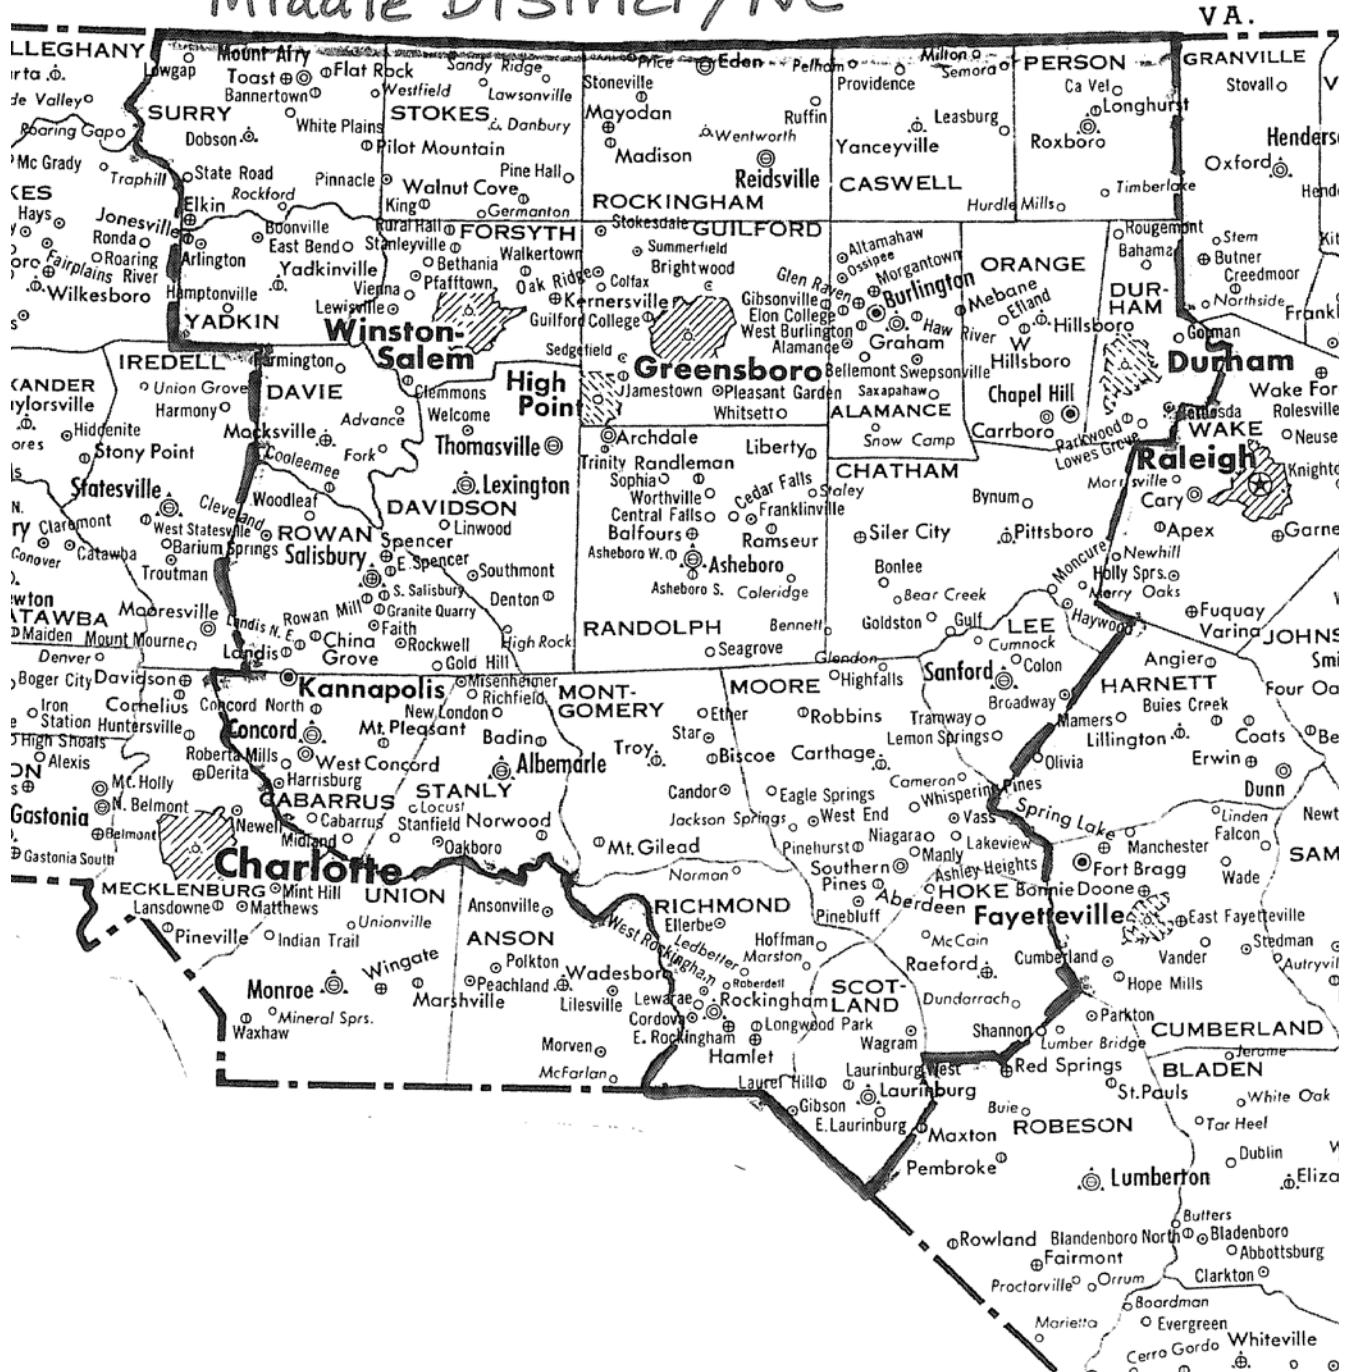 Middle District/NC
VA.
LLEGHANY
Mount Airy
Lowgap
Toast
Flat Rock
Bannertown
Westfield
Sandy Ridge
Lawsonville
Price
Eden
Pelham
Milton
Semora
PERSON
GRANVILLE
Stoneville
Providence
Ca Vel
Stovall
de Valley
SURRY
White Plains
STOKES
Danbury
Mayodan
Ruffin
Leasburg
Longhurst
Roaring Gap
Dobson
Pilot Mountain
Madison
Wentworth
Yanceyville
Roxboro
Oxford
Mc Grady
Traphill
State Road
Rockford
Pinnacle
Pine Hall
Reidsville
CASWELL
Timberlake
KES
Hays
Elkin
Walnut Cove
King
Germanton
ROCKINGHAM
Hurdle Mills
Jonesville
Ronda
Boonville
Rural Hall
FORSYTH
Stokesdale
GUILFORD
Altamahaw
Rougemont
Bahama
Stem
Roaring River
Fairplains
Arlington
East Bend
Stanleyville
Walkertown
Summerfield
Brightwood
Ossipee
Morgantown
ORANGE
Butner
Creedmoor
Wilkesboro
Yadkinville
Bethania
Pfafftown
Vienna
Oak Ridge
Colfax
Glen Raven
Burlington
Mebane
DUR-
HAM
Hamptonville
Lewisville
Kernersville
Gibsonville
Elon College
Efland
Northside
YADKIN
Winston-
Salem
Guilford College
West Burlington
Haw River
Hillsboro
Gorman
Alamance
Graham
W
Hillsboro
IREDELL
Farmington
Sedgefield
Greensboro
Bellemont
Swepsonville
Durham
Union Grove
DAVIE
Clemmons
High
Point
Jamestown
Pleasant Garden
Saxapahaw
Chapel Hill
Harmony
Advance
Welcome
Whitsett
ALAMANCE
Bethesda
Rolesville
Hiddenite
Mocksville
Thomasville
Archdale
Liberty
Snow Camp
Carrboro
Parkwood
WAKE
Neuse
Stony Point
Fork
Cooleemee
Trinity
Randleman
CHATHAM
Lowes Grove
Raleigh
Statesville
Woodleaf
Lexington
Sophia
Worthville
Cedar Falls
Staley
Bynum
Morrisville
Cary
Cleveland
DAVIDSON
Central Falls
Franklinville
Claremont
West Statesville
ROWAN
Linwood
Balfours
Ramseur
Siler City
Pittsboro
Apex
Catawba
Barium Springs
Salisbury
Spencer
E. Spencer
Asheboro W.
Asheboro
Newhill
Conover
Troutman
Southmont
Asheboro S.
Coleridge
Bonlee
Moncure
Holly Sprs.
S. Salisbury
Denton
Bear Creek
Merry Oaks
Mooresville
Rowan Mill
Granite Quarry
RANDOLPH
Bennett
Goldston
Gulf
LEE
Haywood
Fuquay
Varina
Maiden
Mount Mourne
Landis N. E.
Faith
China
Grove
Rockwell
High Rock
Seagrove
Cumnock
Denver
Landis
Gold Hill
Glendon
Highfalls
Sanford
Colon
Angier
Boger City
Davidson
Kannapolis
Misenheimer
Richfield
MONT-
GOMERY
MOORE
Broadway
HARNETT
Four Oa
Iron
Station
Cornelius
Huntersville
Concord North
New London
Ether
Robbins
Tramway
Mamers
Buies Creek
High Shoals
Concord
Mt. Pleasant
Badin
Star
Lemon Springs
Lillington
Coats
Alexis
Roberta Mills
West Concord
Albemarle
Troy
Biscoe
Carthage
Olivia
Erwin
Mt. Holly
Derita
Harrisburg
STANLY
Cameron
Dunn
N. Belmont
CABARRUS
Locust
Candor
Eagle Springs
Whispering Pines
Gastonia
Newell
Cabarrus
Stanfield
Norwood
Jackson Springs
West End
Vass
Spring Lake
Linden
Belmont
Midland
Oakboro
Niagara
Lakeview
Falcon
Gastonia South
Charlotte
Mt. Gilead
Pinehurst
Manly
Manchester
SAM
Norman
Southern
Pines
Ashley Heights
Fort Bragg
Wade
MECKLENBURG
Mint Hill
UNION
Aberdeen
HOKE
Bonnie Doone
Lansdowne
Matthews
Ansonville
RICHMOND
Pinebluff
Fayetteville
East Fayetteville
Pineville
Unionville
Indian Trail
ANSON
Ellerbe
Hoffman
McCain
Stedman
West Rockingham
Ledbetter
Marston
Raeford
Cumberland
Vander
Wingate
Polkton
Wadesboro
SCOT-
LAND
Hope Mills
Monroe
Marshville
Peachland
Lilesville
Roberdell
Dundarrach
Mineral Sprs.
Rockingham
Parkton
Waxhaw
Cordova
Longwood Park
Wagram
Shannon
Lumber Bridge
CUMBERLAND
E. Rockingham
Morven
Hamlet
Red Springs
Jerome
McFarlan
Laurel Hill
Laurinburg West
BLADEN
Laurinburg
St. Pauls
White Oak
Gibson
Buie
E. Laurinburg
Maxton
ROBESON
Tar Heel
Pembroke
Dublin
Lumberton
Eliza
Butters
Rowland
Blandenboro North
Bladenboro
Fairmont
Abbottsburg
Proctorville
Orrum
Clarkton
Boardman
Marietta
Evergreen
Cerro Gordo
Whiteville